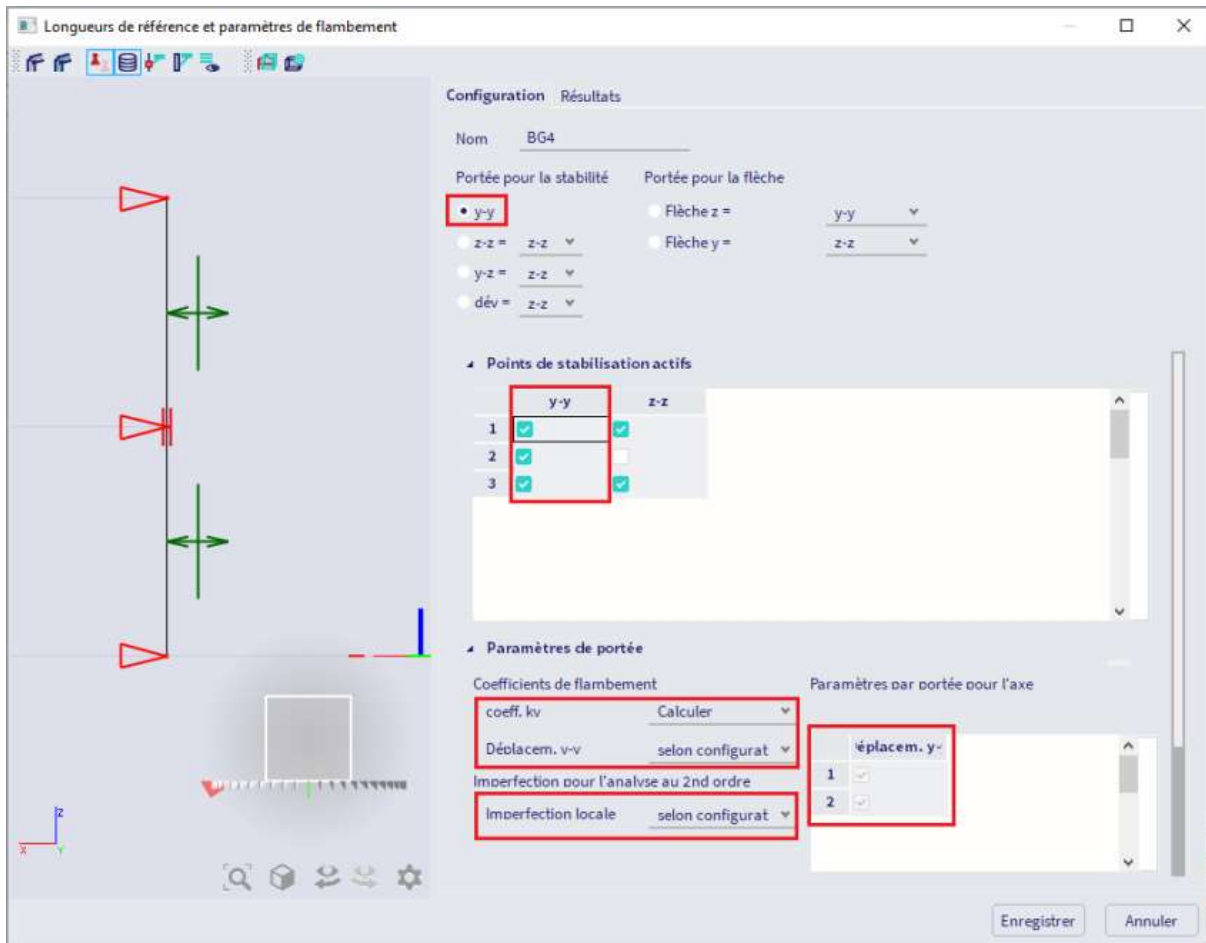 Longueurs de référence et paramètres de flambement
Configuration Résultats
Nom BG4
Portée pour la stabilité Portée pour la flèche
y-y Flèche z = y-y
z-z = z-z Flèche y = z-z
y-z = z-z
dév = z-z
Points de stabilisation actifs
y-y z-z
1
2
3
Paramètres de portée
Coefficients de flambement Paramètres par portée pour l'axe
coeff. ky Calculer
Déplacem. y-y selon configurat
éplacem. y-
Imperfection pour l'analyse au 2nd ordre
1
Imperfection locale selon configurat
2
z
x
Y
Enregistrer Annuler